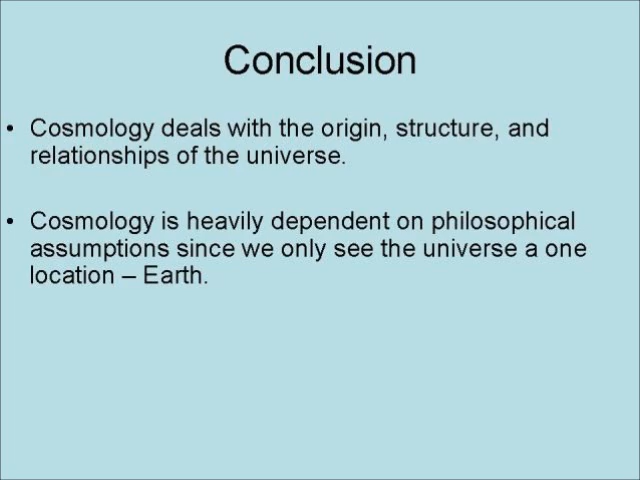 Conclusion
• Cosmology deals with the origin, structure, and
relationships of the universe.
• Cosmology is heavily dependent on philosophical
assumptions since we only see the universe a one
location – Earth.